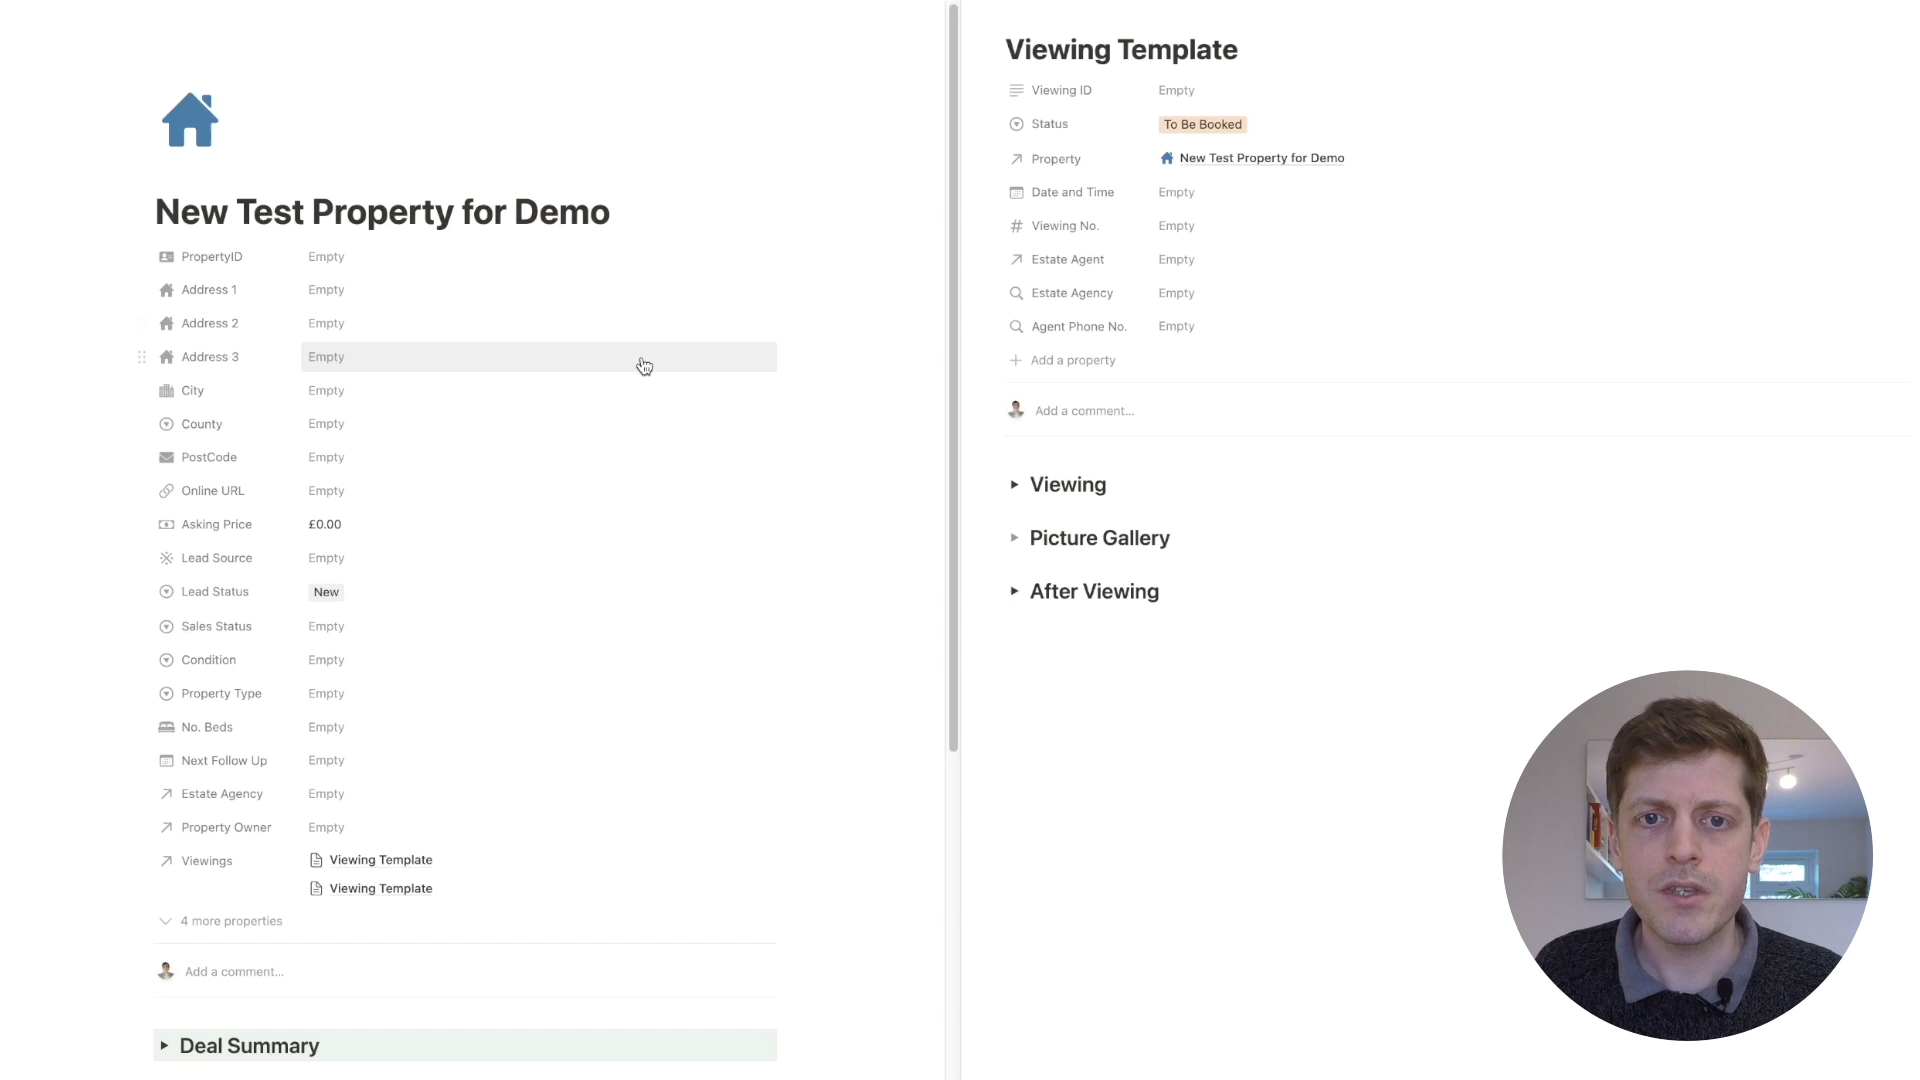 New Test Property for Demo
PropertyID Empty
Address 1 Empty
Address 2 Empty
Address 3 Empty
City Empty
County Empty
PostCode Empty
Online URL Empty
Asking Price £0.00
Lead Source Empty
Lead Status New
Sales Status Empty
Condition Empty
Property Type Empty
No. Beds Empty
Next Follow Up Empty
Estate Agency Empty
Property Owner Empty
Viewings Viewing Template
Viewing Template
4 more properties
Add a comment...
Deal Summary
Viewing Template
Viewing ID Empty
Status To Be Booked
Property New Test Property for Demo
Date and Time Empty
Viewing No. Empty
Estate Agent Empty
Estate Agency Empty
Agent Phone No. Empty
Add a property
Add a comment...
Viewing
Picture Gallery
After Viewing